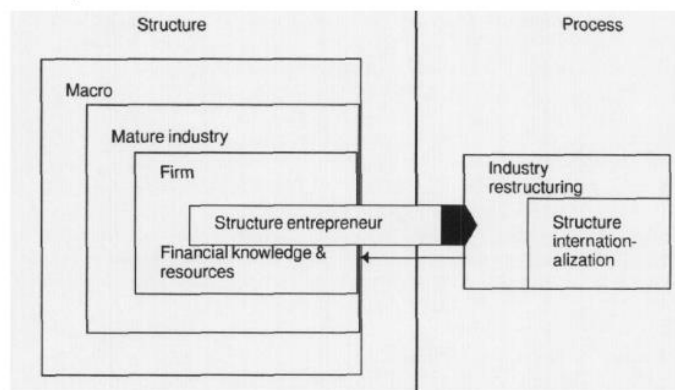 Structure
Process
Macro
Mature industry
Firm
Structure entrepreneur
Financial knowledge &
resources
Industry
restructuring
Structure
internation-
alization